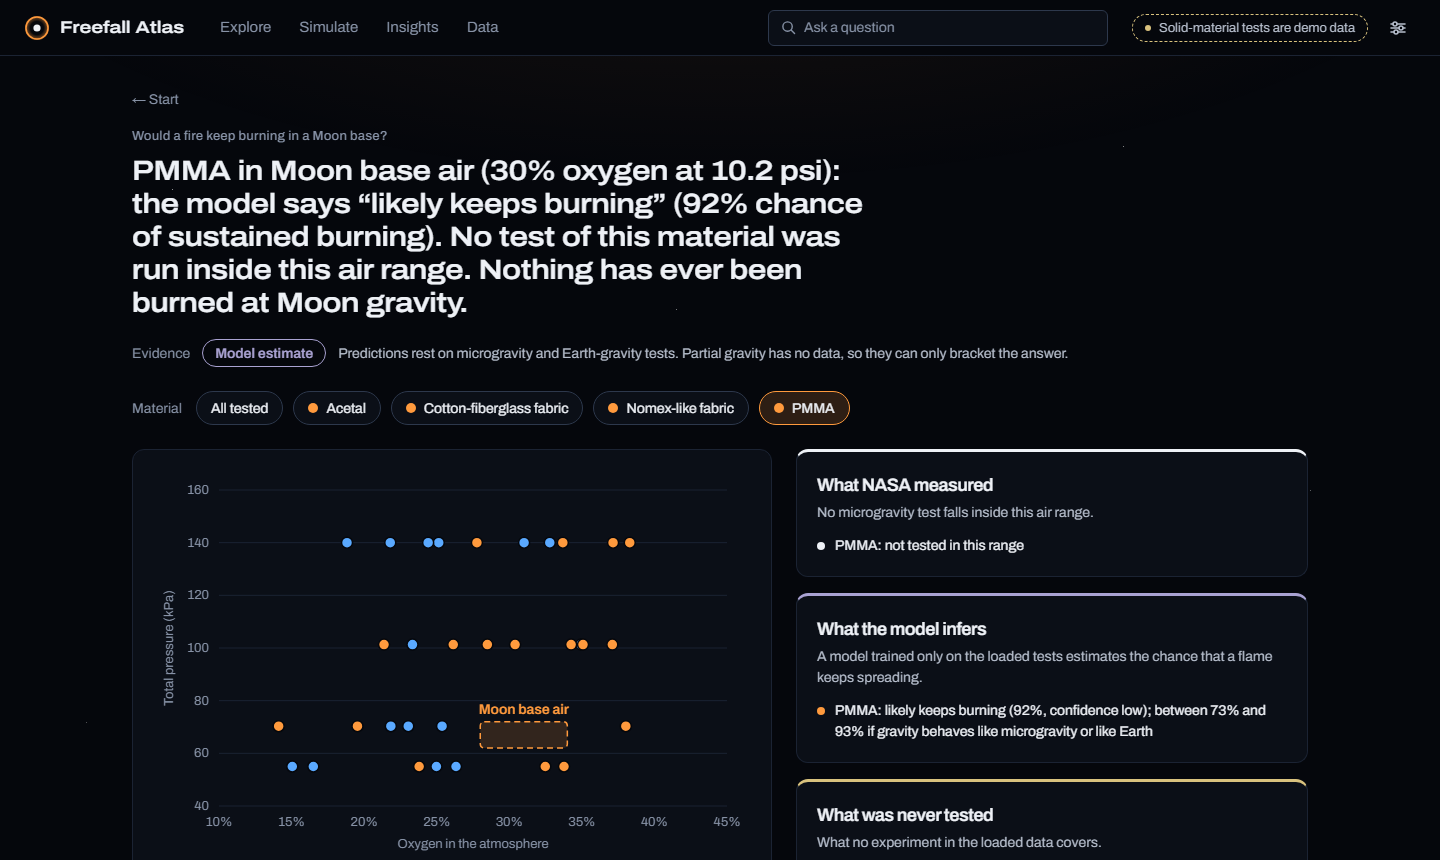 Freefall Atlas
Explore
Simulate
Insights
Data
Ask a question
Solid-material tests are demo data
← Start
Would a fire keep burning in a Moon base?
PMMA in Moon base air (30% oxygen at 10.2 psi):
the model says “likely keeps burning” (92% chance
of sustained burning). No test of this material was
run inside this air range. Nothing has ever been
burned at Moon gravity.
Evidence
Model estimate
Predictions rest on microgravity and Earth-gravity tests. Partial gravity has no data, so they can only bracket the answer.
Material
All tested
Acetal
Cotton-fiberglass fabric
Nomex-like fabric
PMMA
160
140
120
100
80
60
40
Total pressure (kPa)
Moon base air
10%
15%
20%
25%
30%
35%
40%
45%
Oxygen in the atmosphere
What NASA measured
No microgravity test falls inside this air range.
PMMA: not tested in this range
What the model infers
A model trained only on the loaded tests estimates the chance that a flame
keeps spreading.
PMMA: likely keeps burning (92%, confidence low); between 73% and
93% if gravity behaves like microgravity or like Earth
What was never tested
What no experiment in the loaded data covers.